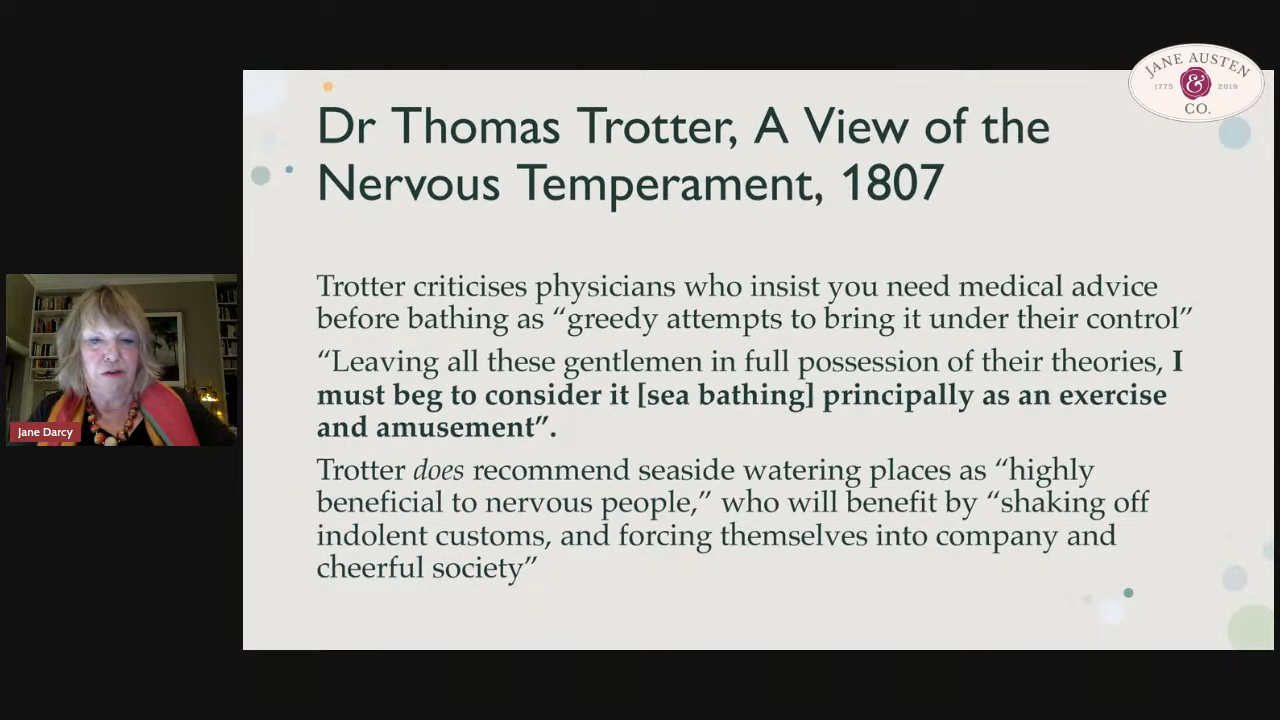 JANE AUSTEN
1775 & 2019
CO.
Dr Thomas Trotter, A View of the
Nervous Temperament, 1807
Trotter criticises physicians who insist you need medical advice
before bathing as “greedy attempts to bring it under their control”
“Leaving all these gentlemen in full possession of their theories, I
must beg to consider it [sea bathing] principally as an exercise
and amusement”.
Trotter does recommend seaside watering places as “highly
beneficial to nervous people,” who will benefit by “shaking off
indolent customs, and forcing themselves into company and
cheerful society”
Jane Darcy